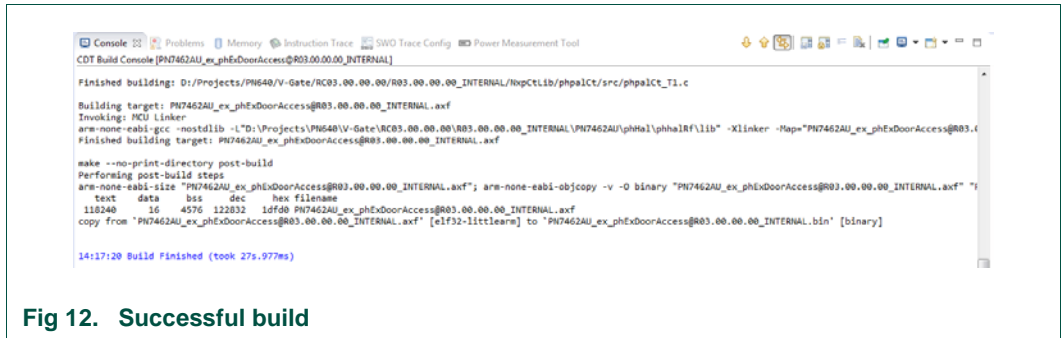 Console Problems Memory Instruction Trace SWO Trace Config Power Measurement Tool
CDT Build Console [PN7462AU_ex_phExDoorAccess@R03.00.00.00_INTERNAL]
Finished building: D:/Projects/PN640/V-Gate/RC03.00.00.00/R03.00.00.00_INTERNAL/NxpCtLib/phpalCt/src/phpalCt_T1.c
Building target: PN7462AU_ex_phExDoorAccess@R03.00.00.00_INTERNAL.axf
Invoking: MCU Linker
arm-none-eabi-gcc -nostdlib -L"D:\Projects\PN640\V-Gate\RC03.00.00.00\R03.00.00.00_INTERNAL\PN7462AU\phHal\phhalRf\lib" -Xlinker -Map="PN7462AU_ex_phExDoorAccess@R03.
Finished building target: PN7462AU_ex_phExDoorAccess@R03.00.00.00_INTERNAL.axf
make --no-print-directory post-build
Performing post-build steps
arm-none-eabi-size "PN7462AU_ex_phExDoorAccess@R03.00.00.00_INTERNAL.axf"; arm-none-eabi-objcopy -v -O binary "PN7462AU_ex_phExDoorAccess@R03.00.00.00_INTERNAL.axf"
text data bss dec hex filename
118240 16 4576 122832 1dfd0 PN7462AU_ex_phExDoorAccess@R03.00.00.00_INTERNAL.axf
copy from `PN7462AU_ex_phExDoorAccess@R03.00.00.00_INTERNAL.axf' [elf32-littlearm] to `PN7462AU_ex_phExDoorAccess@R03.00.00.00_INTERNAL.bin' [binary]
14:17:20 Build Finished (took 27s.977ms)
Fig 12. Successful build